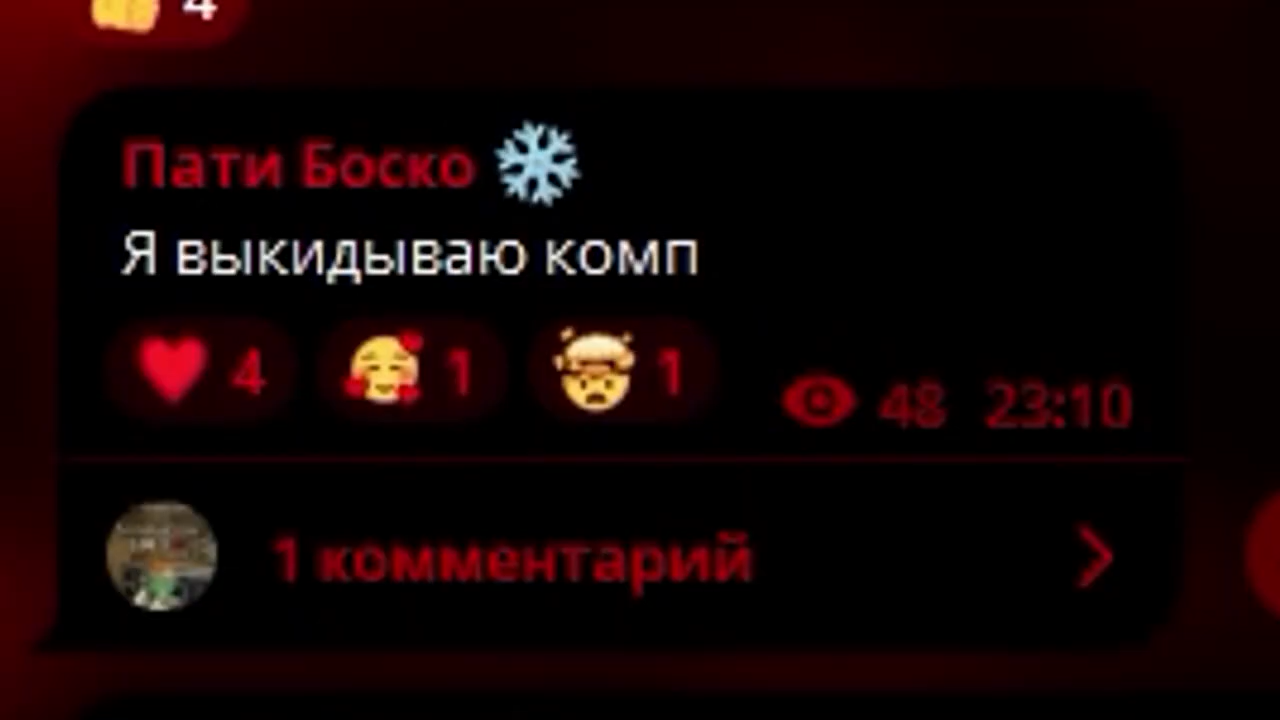 4
Пати Боско ❄️
Я выкидываю комп
❤️ 4 🥰 1 🤯 1 48 23:10
1 комментарий